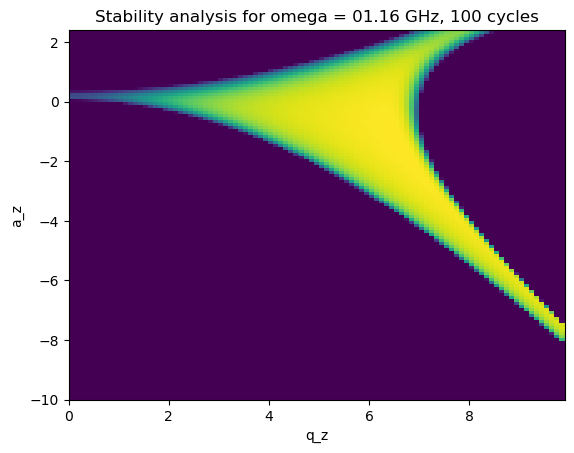 Stability analysis for omega = 01.16 GHz, 100 cycles
2
0
−2
−4
−6
−8
−10
a_z
0 2 4 6 8
q_z